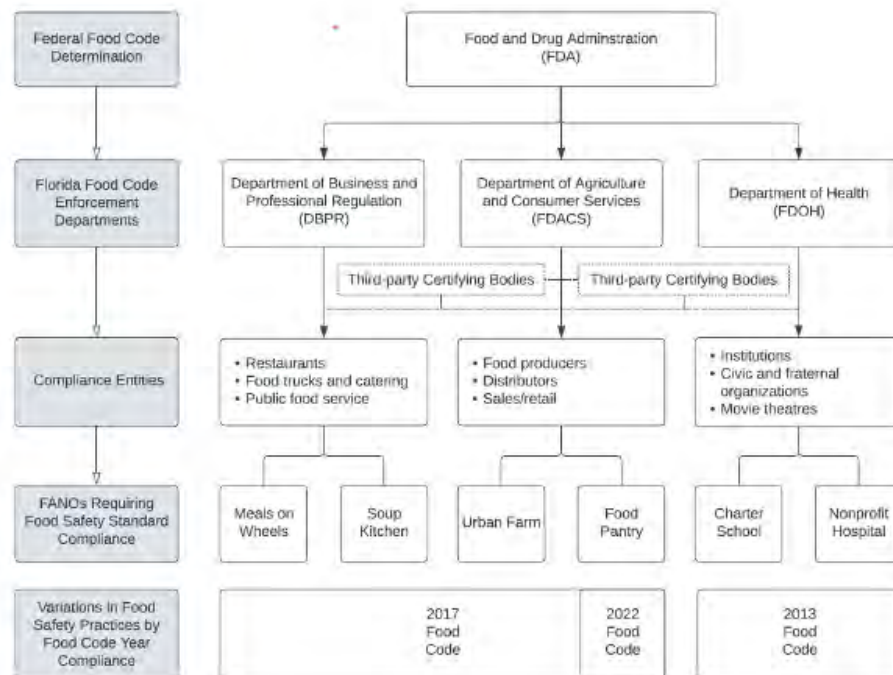 Federal Food Code
Determination
Food and Drug Adminstration
(FDA)
Florida Food Code
Enforcement
Departments
Department of Business and
Professional Regulation
(DBPR)
Department of Agriculture
and Consumer Services
(FDACS)
Department of Health
(FDOH)
Third-party Certifying Bodies
Third-party Certifying Bodies
Compliance Entities
• Restaurants
• Food trucks and catering
• Public food service
• Food producers
• Distributors
• Sales/retail
• Institutions
• Civic and fraternal
organizations
• Movie theatres
FANOs Requiring
Food Safety Standard
Compliance
Meals on
Wheels
Soup
Kitchen
Urban Farm
Food
Pantry
Charter
School
Nonprofit
Hospital
Variations in Food
Safety Practices by
Food Code Year
Compliance
2017
Food
Code
2022
Food
Code
2013
Food
Code